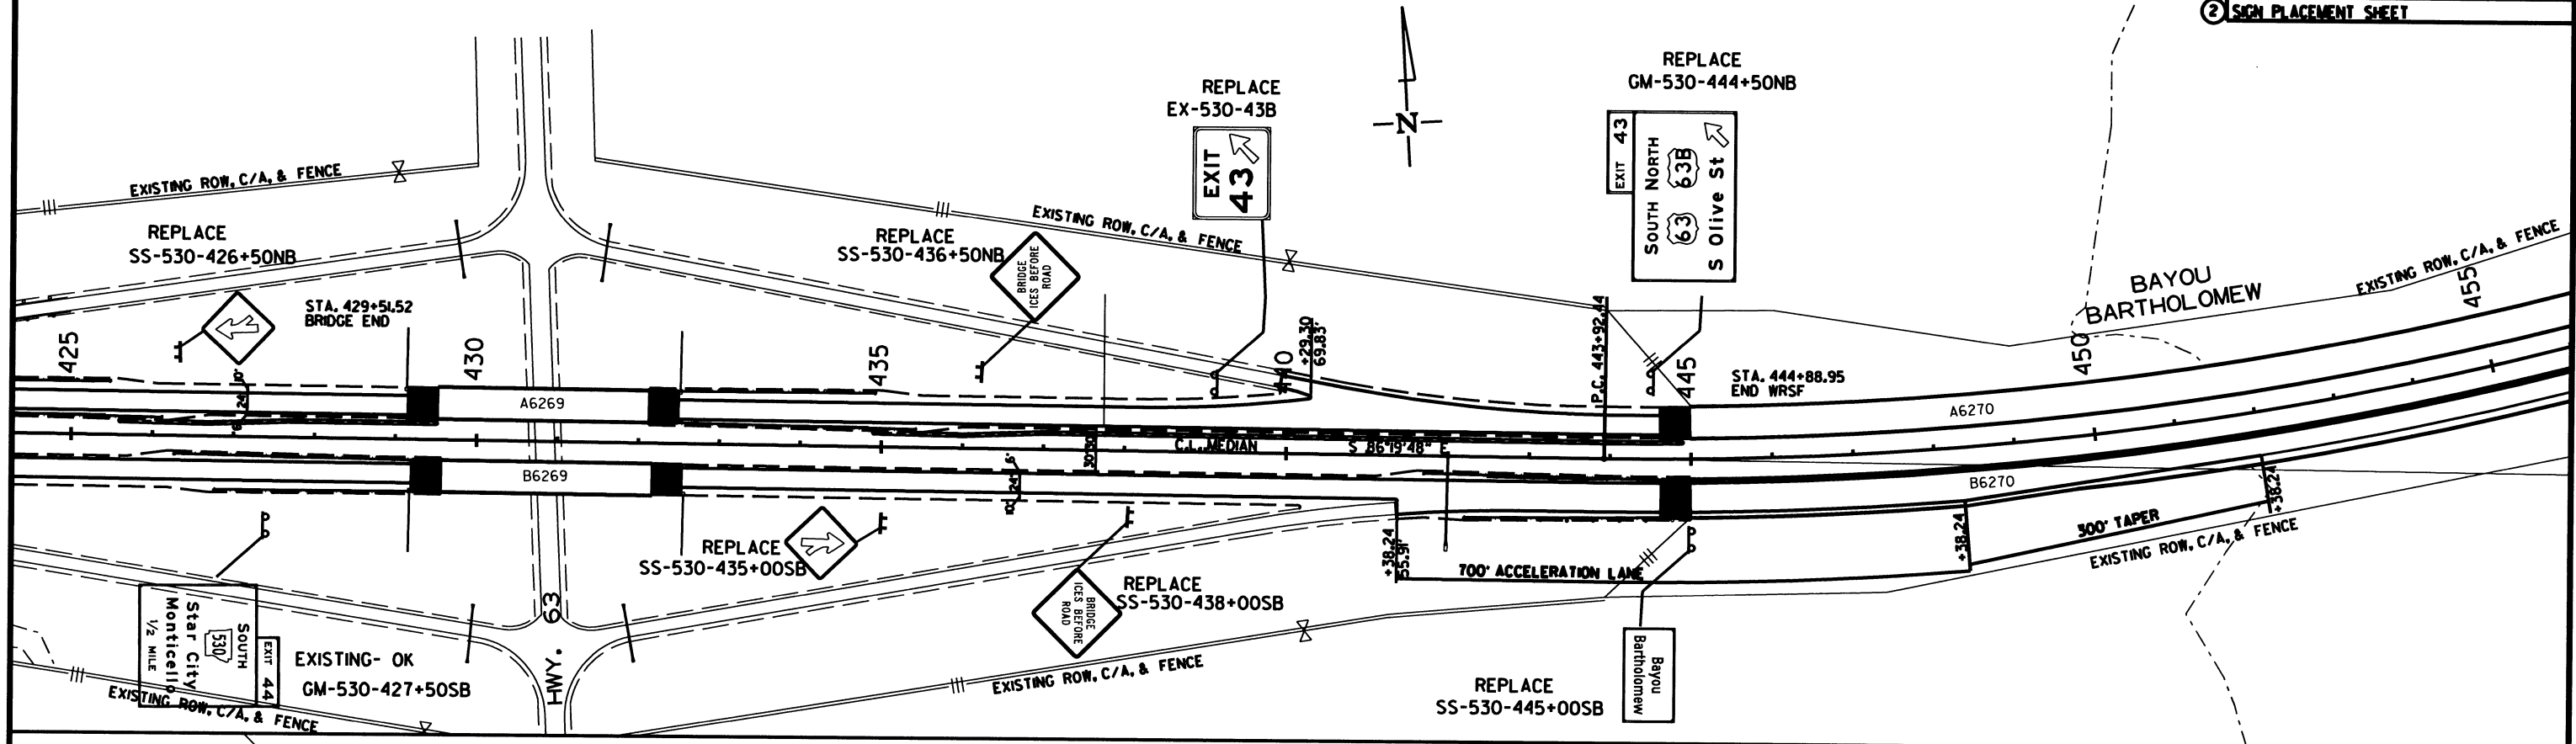 2 SIGN PLACEMENT SHEET
REPLACE
EX-530-43B
EXIT
43
N
REPLACE
GM-530-444+50NB
EXIT 43
SOUTH NORTH
63 63B
S Olive St
EXISTING ROW, C/A, & FENCE
REPLACE
SS-530-426+50NB
REPLACE
SS-530-436+50NB
BRIDGE
ICES BEFORE
ROAD
EXISTING ROW, C/A, & FENCE
STA. 429+51.52
BRIDGE END
+29.30
69.83'
P.C. 443+92.44
STA. 444+88.95
END WRSF
BAYOU
BARTHOLOMEW
EXISTING ROW, C/A, & FENCE
425
430
435
440
445
450
455
10'
24'
6'
A6269
A6270
C.L. MEDIAN
S 86°19'48" E
30'
30'
B6269
6'
24'
10'
B6270
REPLACE
SS-530-435+00SB
+38.24
55.91'
700' ACCELERATION LANE
+38.24
300' TAPER
+38.24
EXISTING ROW, C/A, & FENCE
BRIDGE
ICES BEFORE
ROAD
REPLACE
SS-530-438+00SB
HWY. 63
EXIT 44
SOUTH
530
Star City
Monticello
1/2 MILE
EXISTING- OK
GM-530-427+50SB
EXISTING ROW, C/A, & FENCE
EXISTING ROW, C/A, & FENCE
REPLACE
SS-530-445+00SB
Bayou
Bartholomew